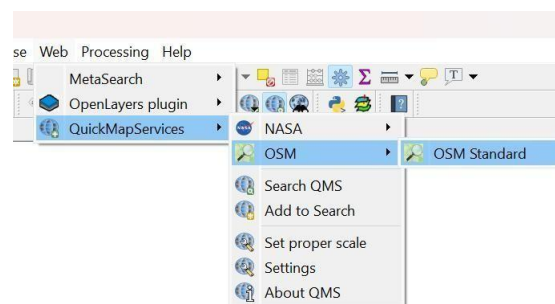 se Web Processing Help
MetaSearch
OpenLayers plugin
QuickMapServices
NASA
OSM
OSM Standard
Search QMS
Add to Search
Set proper scale
Settings
About QMS